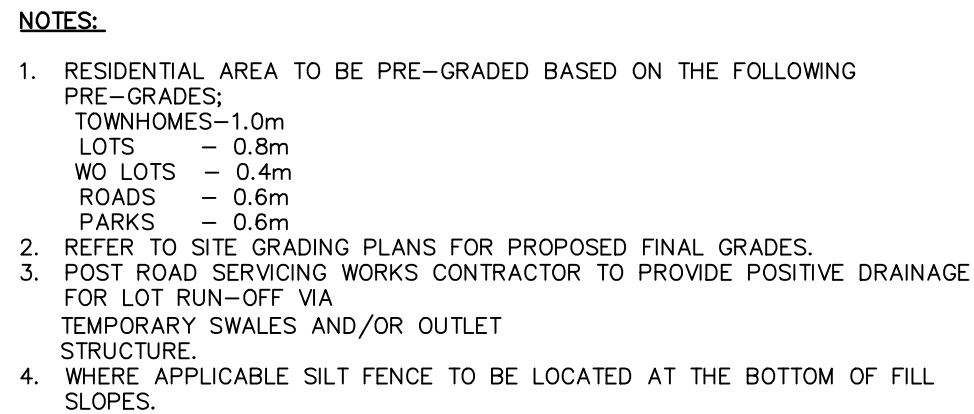 NOTES:
1. RESIDENTIAL AREA TO BE PRE-GRADED BASED ON THE FOLLOWING
PRE-GRADES;
TOWNHOMES-1.0m
LOTS - 0.8m
WO LOTS - 0.4m
ROADS - 0.6m
PARKS - 0.6m
2. REFER TO SITE GRADING PLANS FOR PROPOSED FINAL GRADES.
3. POST ROAD SERVICING WORKS CONTRACTOR TO PROVIDE POSITIVE DRAINAGE
FOR LOT RUN-OFF VIA
TEMPORARY SWALES AND/OR OUTLET
STRUCTURE.
4. WHERE APPLICABLE SILT FENCE TO BE LOCATED AT THE BOTTOM OF FILL
SLOPES.